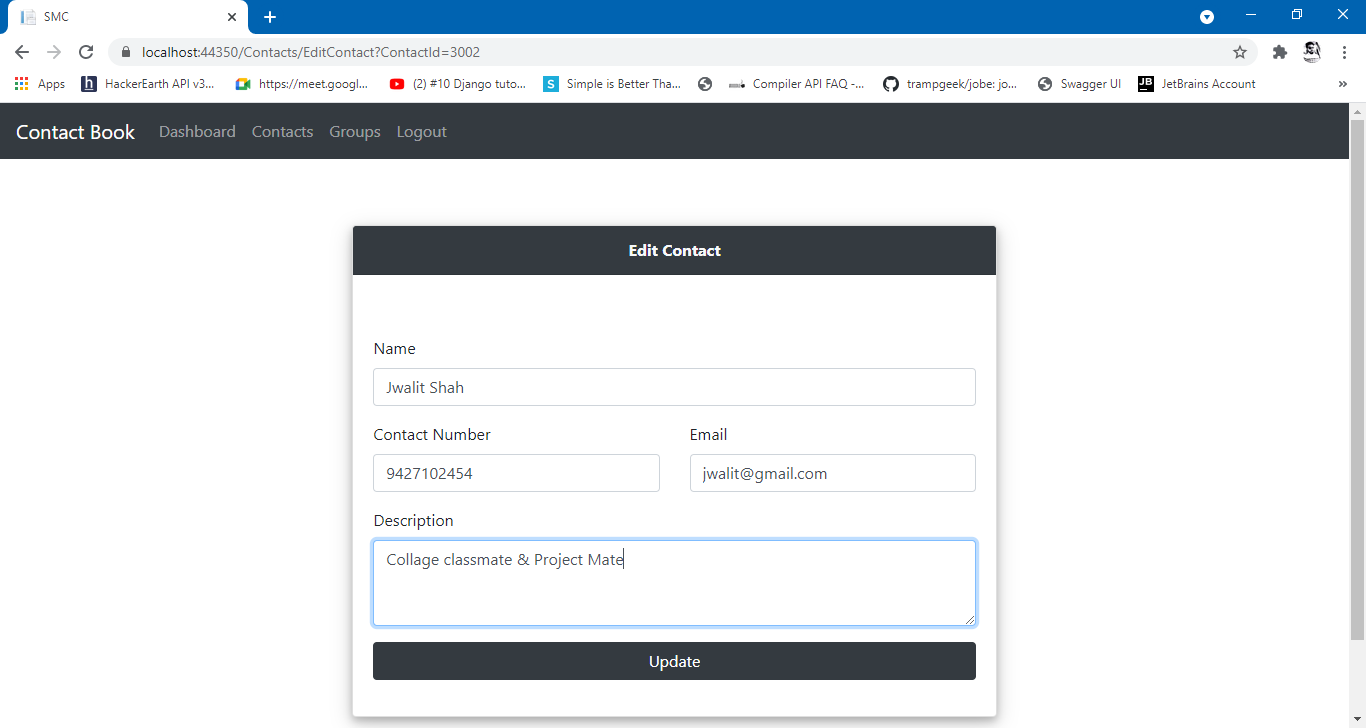 SMC
localhost:44350/Contacts/EditContact?ContactId=3002
Apps HackerEarth API v3... https://meet.googl... (2) #10 Django tuto... S Simple is Better Tha... Compiler API FAQ -... trampgeek/jobe: jo... Swagger UI JB JetBrains Account »
Contact Book Dashboard Contacts Groups Logout
Edit Contact
Name
Jwalit Shah
Contact Number Email
9427102454 jwalit@gmail.com
Description
Collage classmate & Project Mate
Update